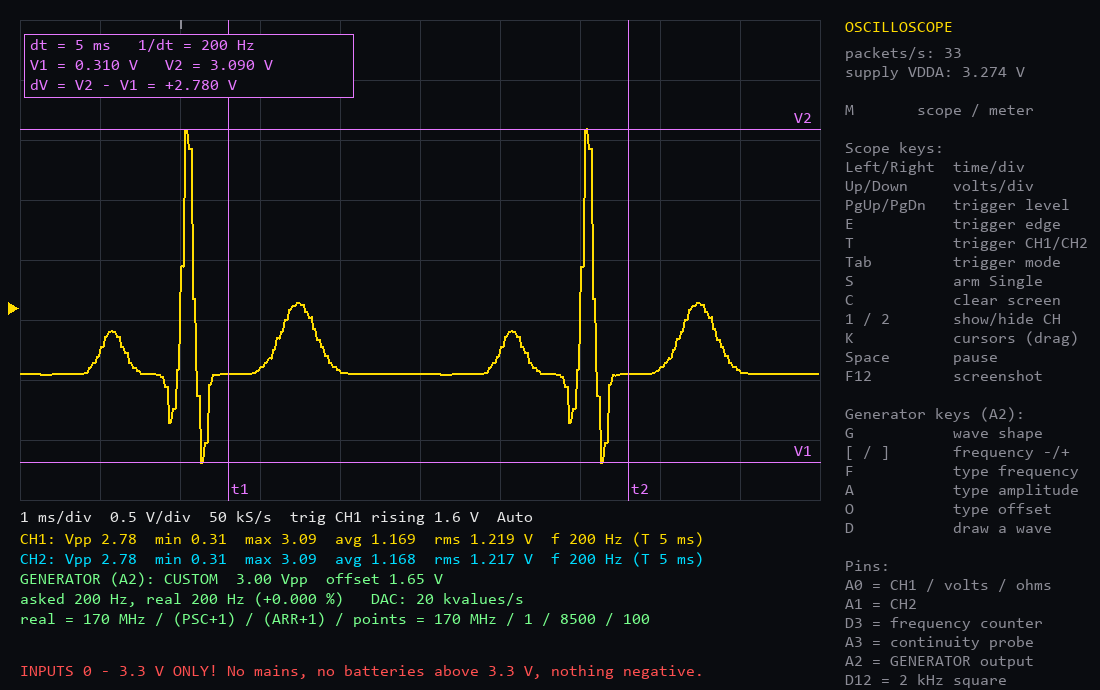 dt = 5 ms   1/dt = 200 Hz
V1 = 0.310 V   V2 = 3.090 V
dV = V2 - V1 = +2.780 V
V2
V1
t1
t2
1 ms/div  0.5 V/div  50 kS/s  trig CH1 rising 1.6 V  Auto
CH1: Vpp 2.78  min 0.31  max 3.09  avg 1.169  rms 1.219 V  f 200 Hz (T 5 ms)
CH2: Vpp 2.78  min 0.31  max 3.09  avg 1.168  rms 1.217 V  f 200 Hz (T 5 ms)
GENERATOR (A2): CUSTOM  3.00 Vpp  offset 1.65 V
asked 200 Hz, real 200 Hz (+0.000 %)   DAC: 20 kvalues/s
real = 170 MHz / (PSC+1) / (ARR+1) / points = 170 MHz / 1 / 8500 / 100
INPUTS 0 - 3.3 V ONLY! No mains, no batteries above 3.3 V, nothing negative.
OSCILLOSCOPE
packets/s: 33
supply VDDA: 3.274 V
M       scope / meter
Scope keys:
Left/Right  time/div
Up/Down     volts/div
PgUp/PgDn   trigger level
E           trigger edge
T           trigger CH1/CH2
Tab         trigger mode
S           arm Single
C           clear screen
1 / 2       show/hide CH
K           cursors (drag)
Space       pause
F12         screenshot
Generator keys (A2):
G           wave shape
[ / ]       frequency -/+
F           type frequency
A           type amplitude
O           type offset
D           draw a wave
Pins:
A0 = CH1 / volts / ohms
A1 = CH2
D3 = frequency counter
A3 = continuity probe
A2 = GENERATOR output
D12 = 2 kHz square